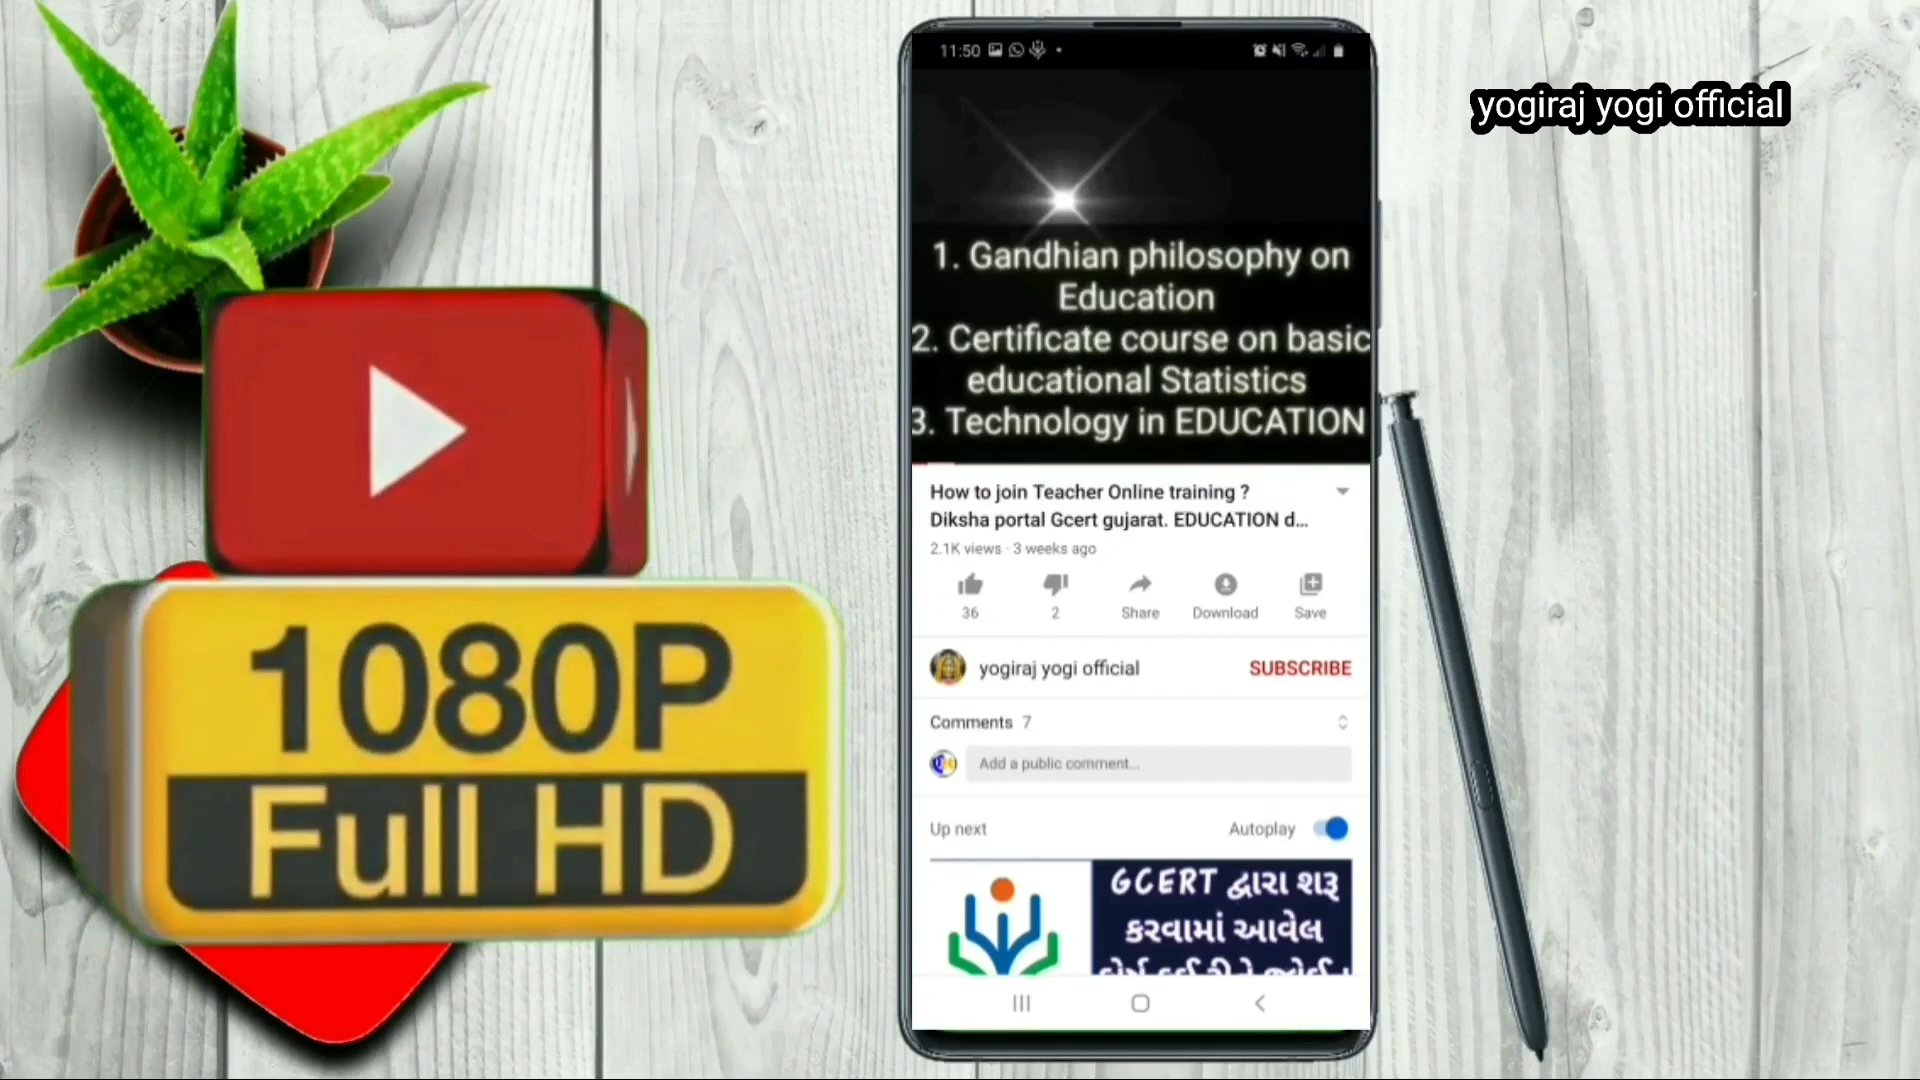 yogiraj yogi official
1080P
Full HD
11:50
1. Gandhian philosophy on
Education
2. Certificate course on basic
educational Statistics
3. Technology in EDUCATION
How to join Teacher Online training ?
Diksha portal Gcert gujarat. EDUCATION d...
2.1K views · 3 weeks ago
36 2 Share Download Save
yogiraj yogi official SUBSCRIBE
Comments 7
Add a public comment...
Up next Autoplay
GCERT દ્વારા શરૂ
કરવામાં આવેલ